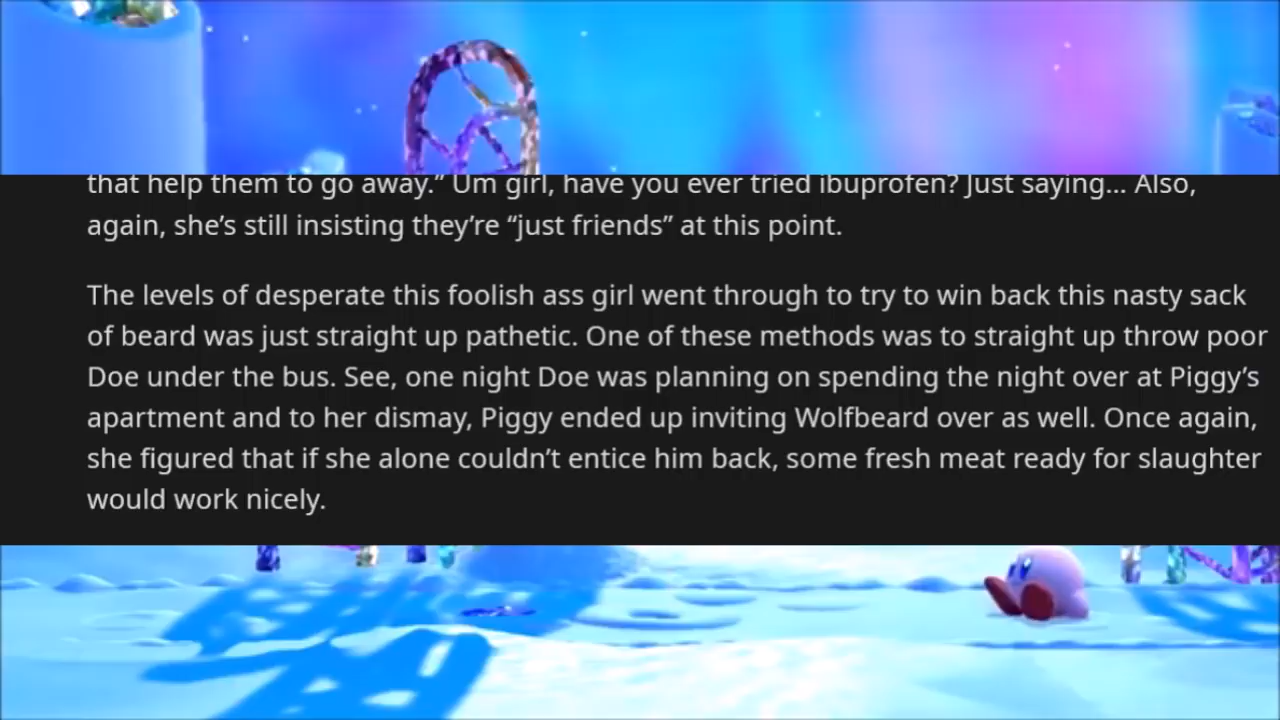 that help them to go away.” Um girl, have you ever tried ibuprofen? Just saying... Also,
again, she’s still insisting they’re “just friends” at this point.
The levels of desperate this foolish ass girl went through to try to win back this nasty sack
of beard was just straight up pathetic. One of these methods was to straight up throw poor
Doe under the bus. See, one night Doe was planning on spending the night over at Piggy’s
apartment and to her dismay, Piggy ended up inviting Wolfbeard over as well. Once again,
she figured that if she alone couldn’t entice him back, some fresh meat ready for slaughter
would work nicely.